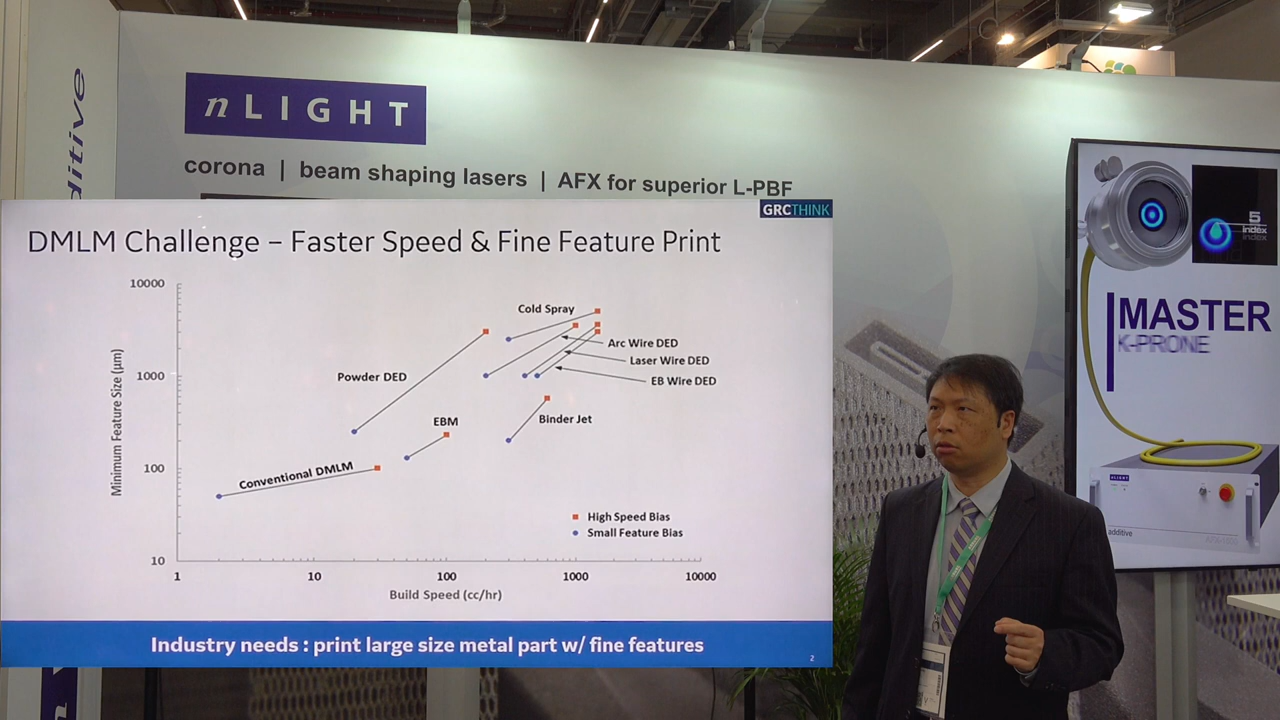 ditive
nLIGHT
corona | beam shaping lasers | AFX for superior L-PBF
GRCTHINK
DMLM Challenge – Faster Speed & Fine Feature Print
10000
1000
100
10
Minimum Feature Size (µm)
Cold Spray
Arc Wire DED
Laser Wire DED
EB Wire DED
Powder DED
EBM
Binder Jet
Conventional DMLM
High Speed Bias
Small Feature Bias
1 10 100 1000 10000
Build Speed (cc/hr)
Industry needs : print large size metal part w/ fine features
2
5
index
index
MASTER
K-PRONE
nLIGHT
additive
n